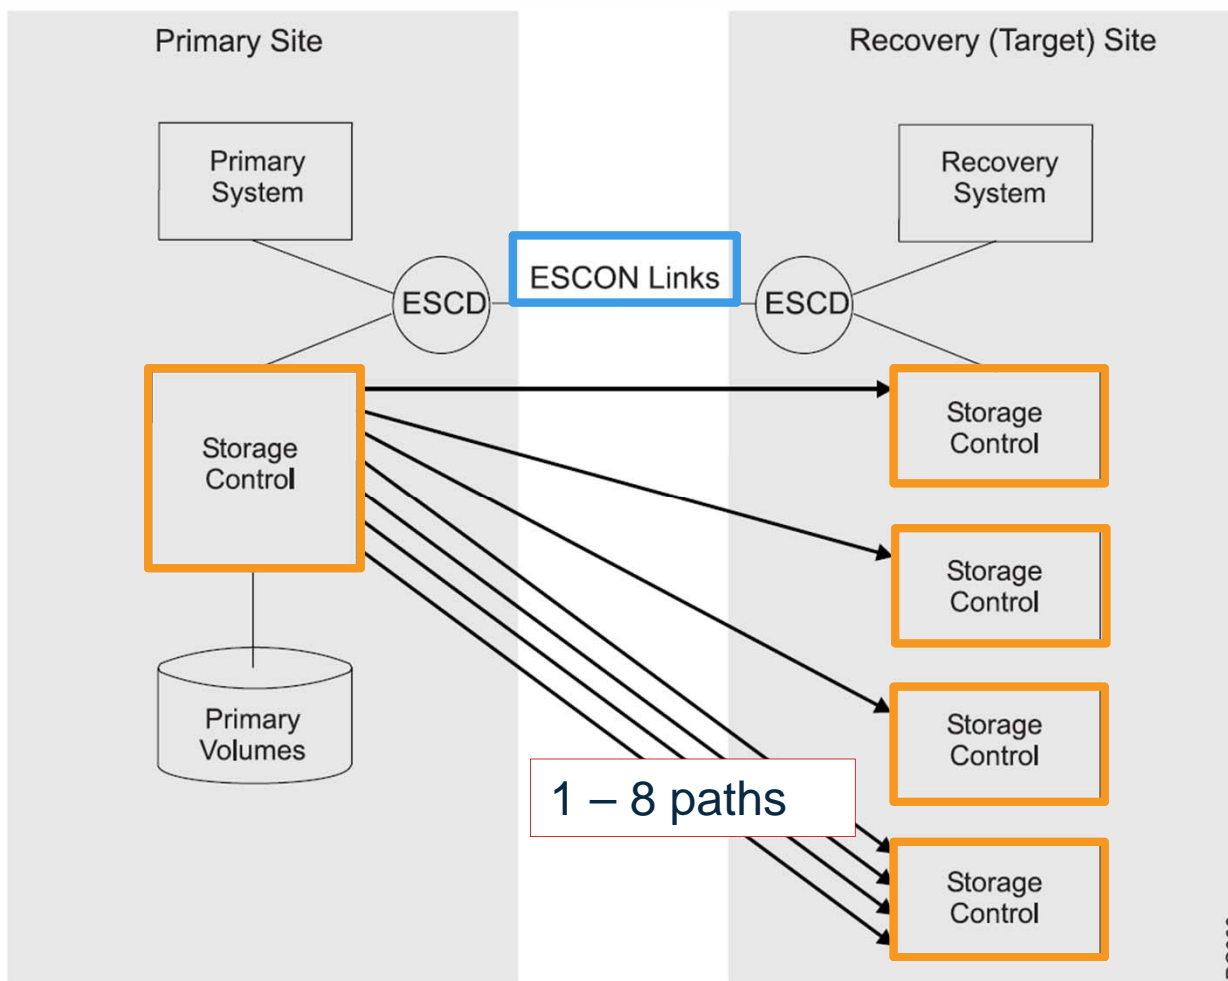 Primary Site
Recovery (Target) Site
Primary
System
Recovery
System
ESCD
ESCON Links
ESCD
Storage
Control
Storage
Control
Storage
Control
Primary
Volumes
Storage
Control
1 – 8 paths
Storage
Control